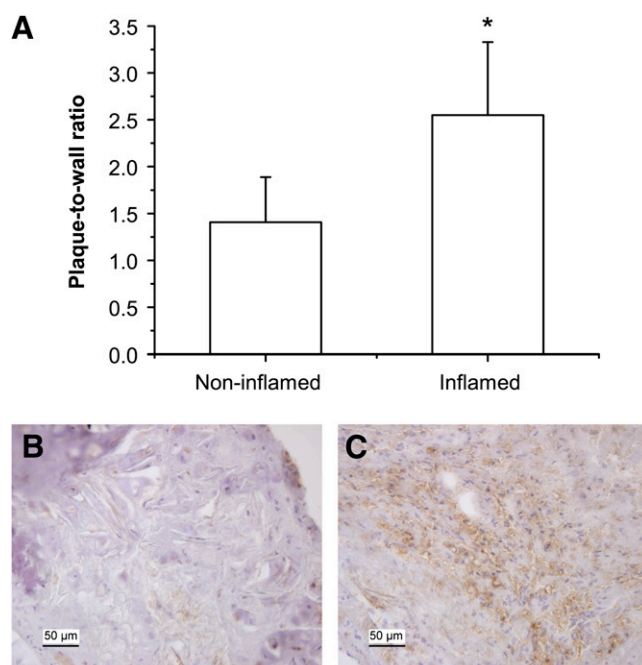 A
Plaque-to-wall ratio
3.5
3.0
2.5
2.0
1.5
1.0
0.5
0.0
*
Non-inflamed
Inflamed
B
50 µm
C
50 µm